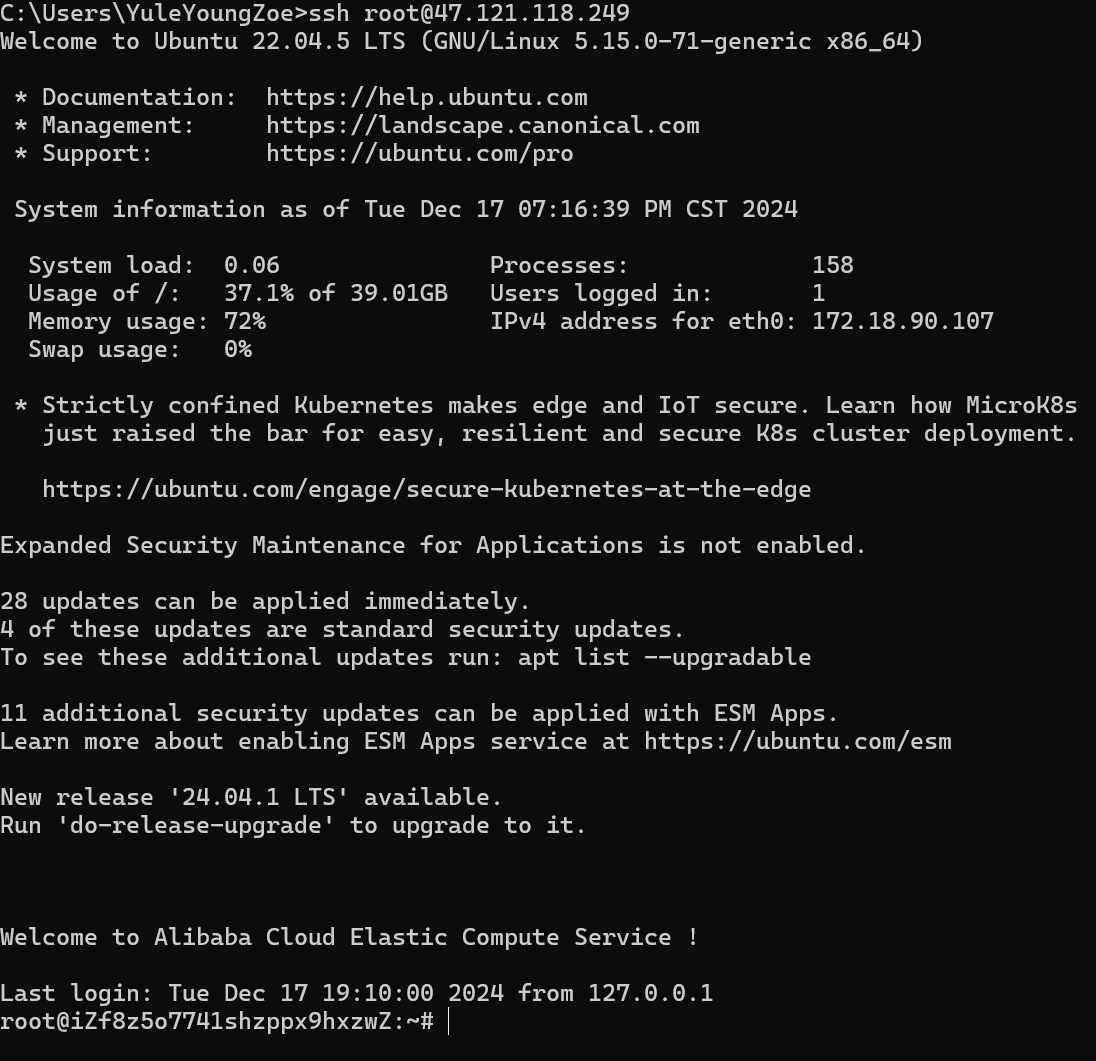 C:\Users\YuleYoungZoe>ssh root@47.121.118.249
Welcome to Ubuntu 22.04.5 LTS (GNU/Linux 5.15.0-71-generic x86_64)

 * Documentation:  https://help.ubuntu.com
 * Management:     https://landscape.canonical.com
 * Support:        https://ubuntu.com/pro

 System information as of Tue Dec 17 07:16:39 PM CST 2024

  System load:  0.06               Processes:             158
  Usage of /:   37.1% of 39.01GB   Users logged in:       1
  Memory usage: 72%                IPv4 address for eth0: 172.18.90.107
  Swap usage:   0%

 * Strictly confined Kubernetes makes edge and IoT secure. Learn how MicroK8s
   just raised the bar for easy, resilient and secure K8s cluster deployment.

   https://ubuntu.com/engage/secure-kubernetes-at-the-edge

Expanded Security Maintenance for Applications is not enabled.

28 updates can be applied immediately.
4 of these updates are standard security updates.
To see these additional updates run: apt list --upgradable

11 additional security updates can be applied with ESM Apps.
Learn more about enabling ESM Apps service at https://ubuntu.com/esm

New release '24.04.1 LTS' available.
Run 'do-release-upgrade' to upgrade to it.

Welcome to Alibaba Cloud Elastic Compute Service !

Last login: Tue Dec 17 19:10:00 2024 from 127.0.0.1
root@iZf8z5o7741shzppx9hxzwZ:~#